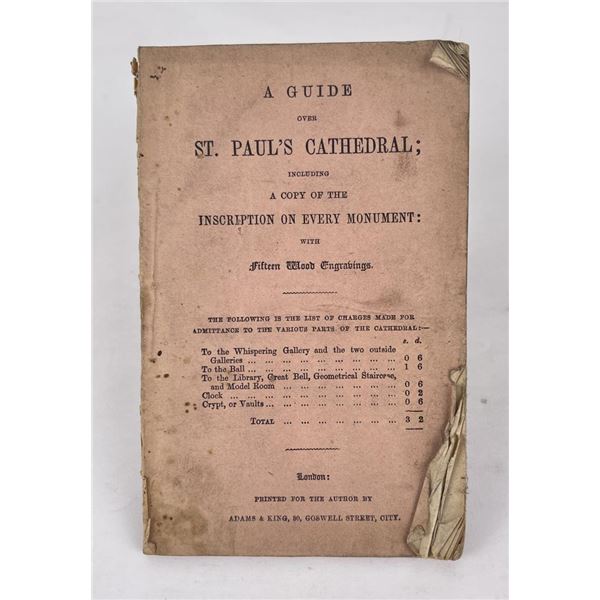 A GUIDE
OVER
ST. PAUL'S CATHEDRAL;
INCLUDING
A COPY OF THE
INSCRIPTION ON EVERY MONUMENT:
WITH
Fifteen Wood Engravings.
THE FOLLOWING IS THE LIST OF CHARGES MADE FOR
ADMITTANCE TO THE VARIOUS PARTS OF THE CATHEDRAL:—
s. d.
To the Whispering Gallery and the two outside
Galleries ... ... ... ... ... ... ... ... 0 6
To the Ball ... ... ... ... ... ... ... ... 1 6
To the Library, Great Bell, Geometrical Staircase,
and Model Room ... ... ... ... ... ... 0 6
Clock ... ... ... ... ... ... ... ... ... 0 2
Crypt, or Vaults ... ... ... ... ... ... ... 0 6
TOTAL ... ... ... ... ... ... 3 2
London:
PRINTED FOR THE AUTHOR BY
ADAMS & KING, 30, GOSWELL STREET, CITY.